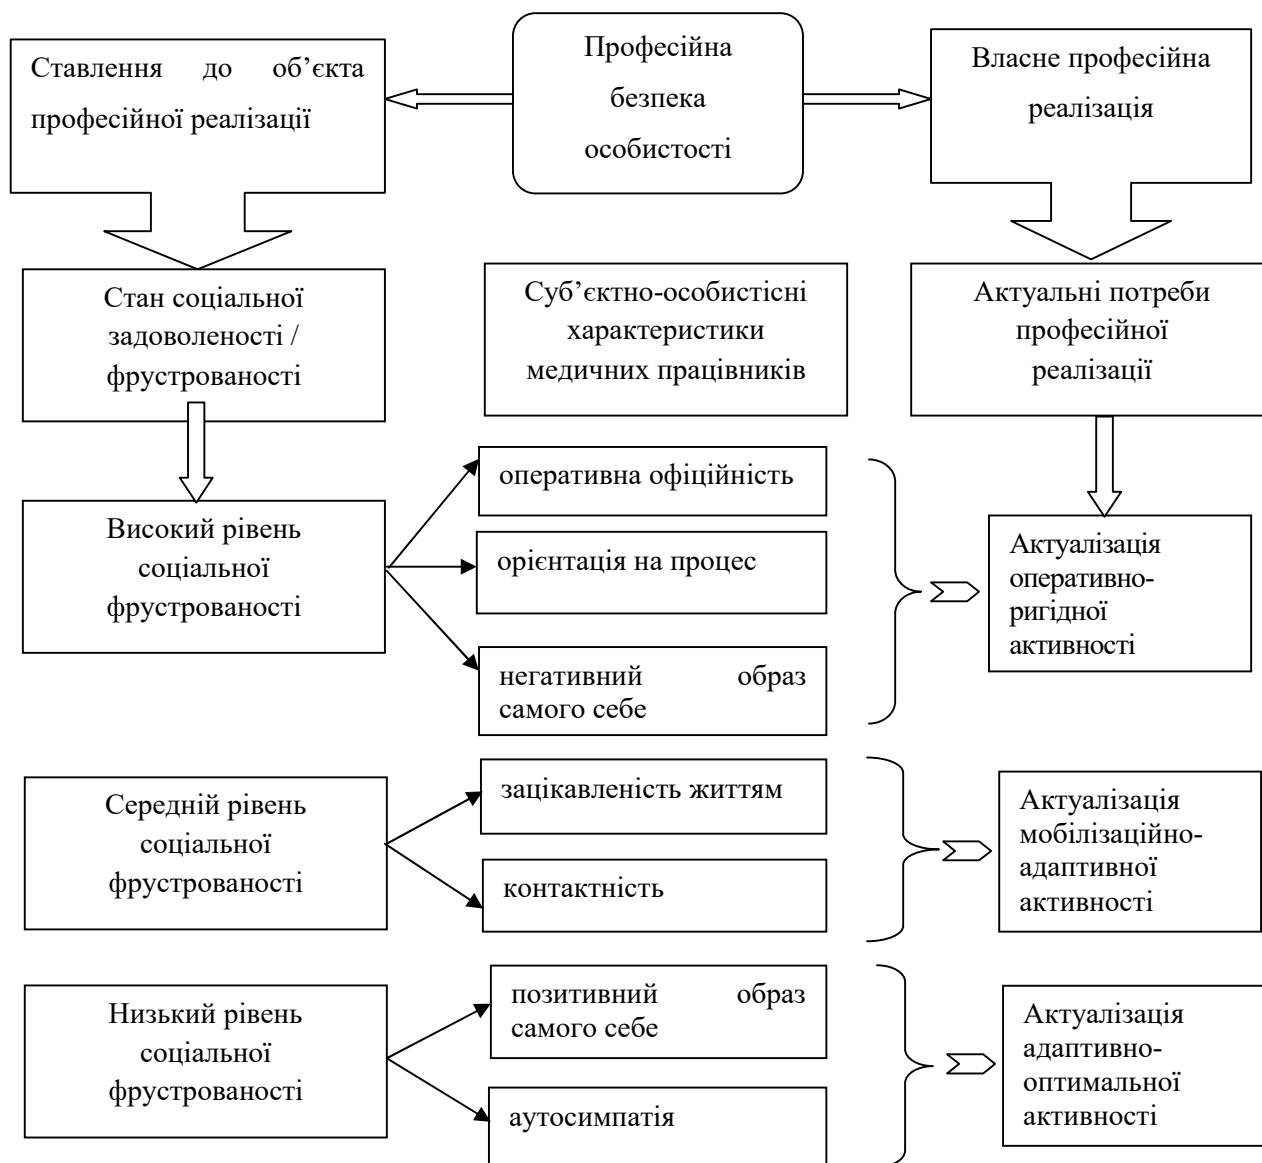 Ставлення до об’єкта
професійної реалізації
Професійна
безпека
особистості
Власне професійна
реалізація
Стан соціальної
задоволеності /
фрустрованості
Суб’єктно-особистісні
характеристики
медичних працівників
Актуальні потреби
професійної
реалізації
Високий рівень
соціальної
фрустрованості
оперативна офіційність
орієнтація на процес
негативний образ
самого себе
Актуалізація
оперативно-
ригідної
активності
Середній рівень
соціальної
фрустрованості
зацікавленість життям
контактність
Актуалізація
мобілізаційно-
адаптивної
активності
Низький рівень
соціальної
фрустрованості
позитивний образ
самого себе
аутосимпатія
Актуалізація
адаптивно-
оптимальної
активності